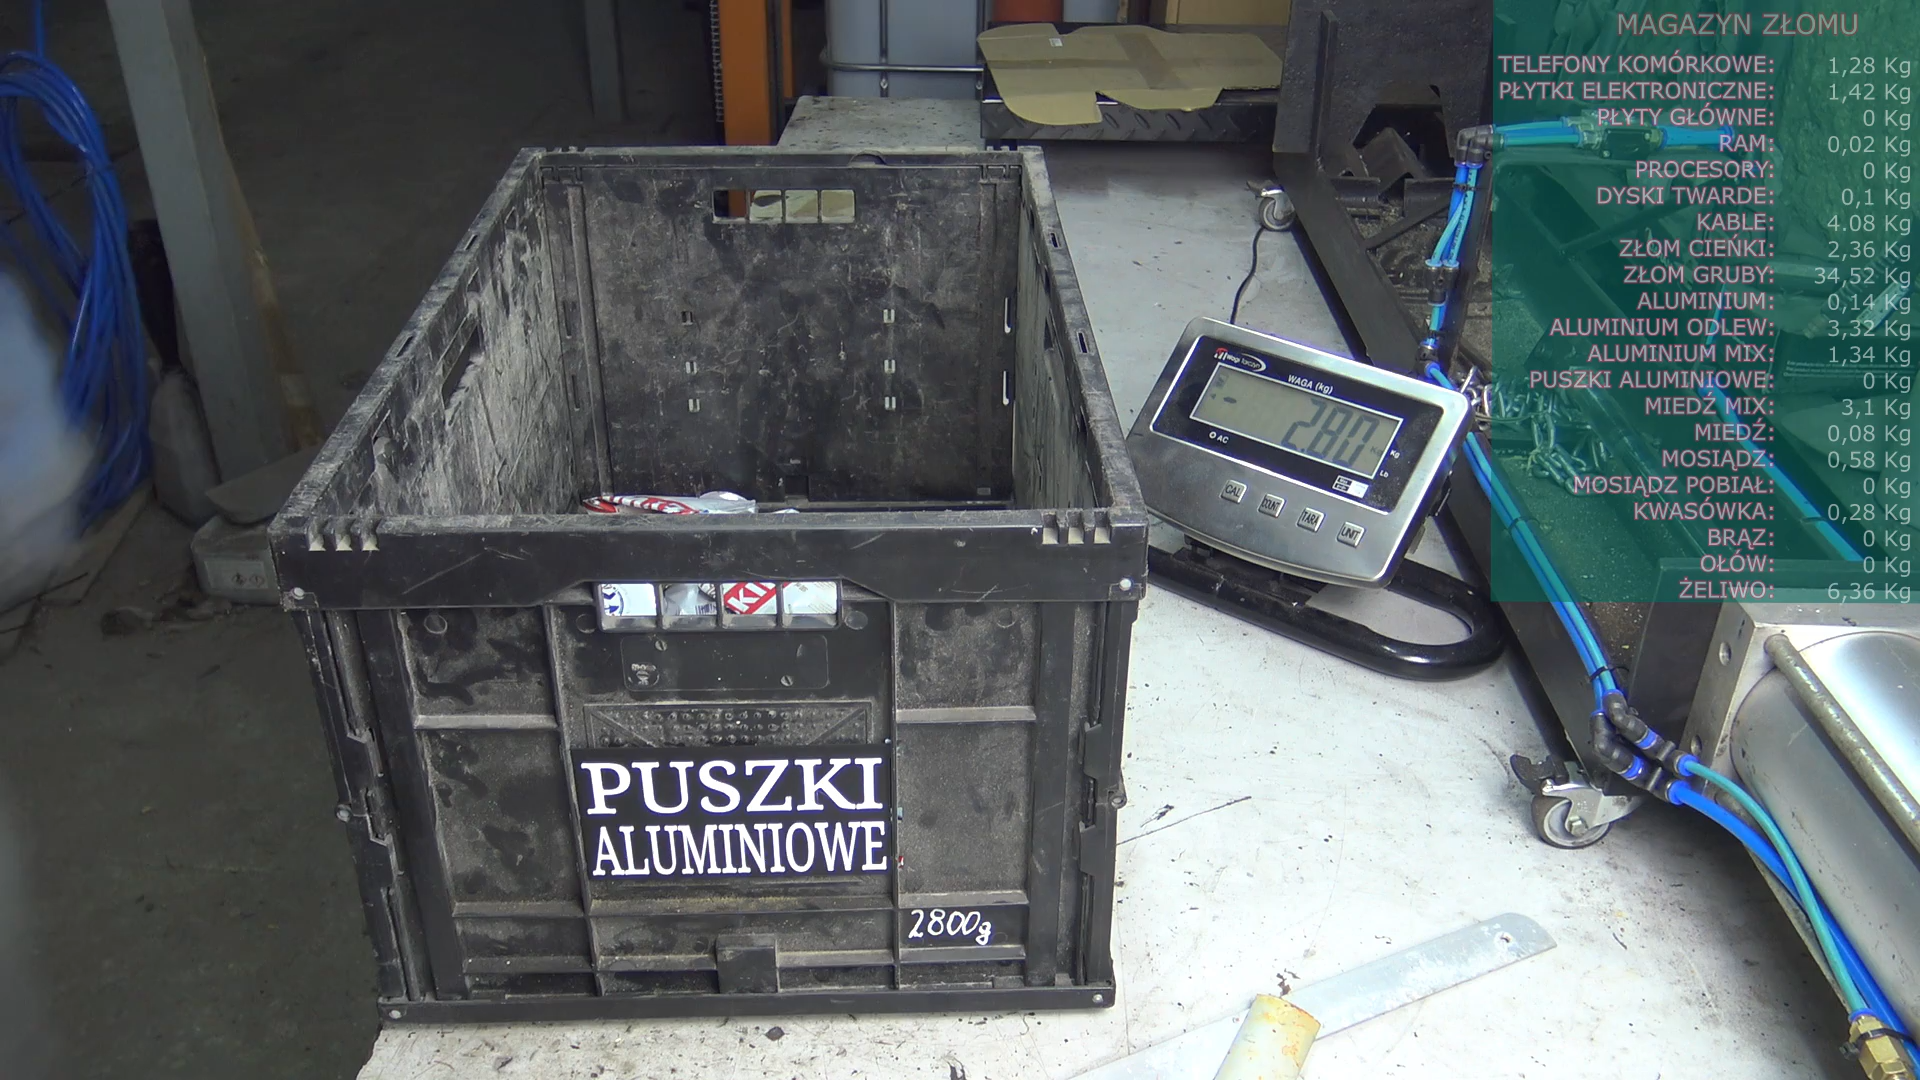 MAGAZYN ZŁOMU
TELEFONY KOMÓRKOWE: 1,28 Kg
PŁYTKI ELEKTRONICZNE: 1,42 Kg
PŁYTY GŁÓWNE: 0 Kg
RAM: 0,02 Kg
PROCESORY: 0 Kg
DYSKI TWARDE: 0,1 Kg
KABLE: 4.08 Kg
ZŁOM CIEŃKI: 2,36 Kg
ZŁOM GRUBY: 34,52 Kg
ALUMINIUM: 0,14 Kg
ALUMINIUM ODLEW: 3,32 Kg
ALUMINIUM MIX: 1,34 Kg
PUSZKI ALUMINIOWE: 0 Kg
MIEDŹ MIX: 3,1 Kg
MIEDŹ: 0,08 Kg
MOSIĄDZ: 0,58 Kg
MOSIĄDZ POBIAŁ: 0 Kg
KWASÓWKA: 0,28 Kg
BRĄZ: 0 Kg
OŁÓW: 0 Kg
ŻELIWO: 6,36 Kg
WAGA (kg)
- 2.80
Kg
AC
Lb
CAL COUNT TARA UNIT
PUSZKI
ALUMINIOWE
2800g